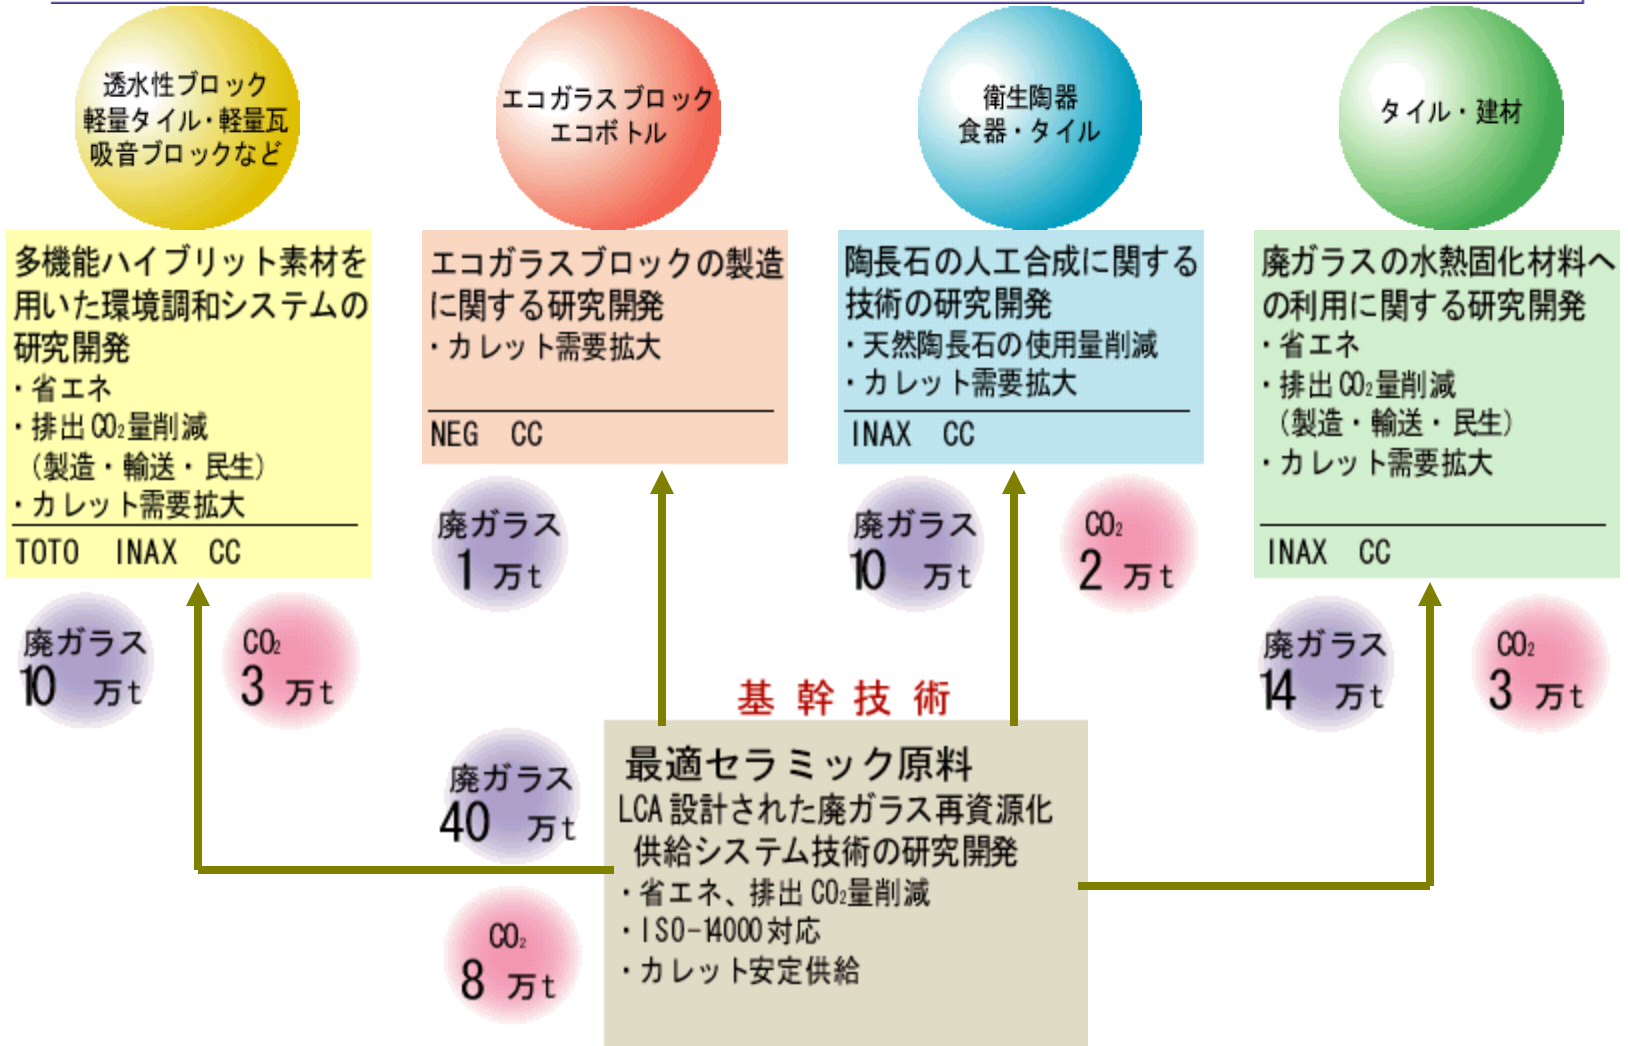 透水性ブロック
軽量タイル・軽量瓦
吸音ブロックなど
多機能ハイブリット素材を
用いた環境調和システムの
研究開発
・省エネ
・排出CO₂量削減
（製造・輸送・民生）
・カレット需要拡大
TOTO INAX CC
廃ガラス
10 万t
CO₂
3 万t
エコガラスブロック
エコボトル
エコガラスブロックの製造
に関する研究開発
・カレット需要拡大
NEG CC
廃ガラス
1 万t
衛生陶器
食器・タイル
陶長石の人工合成に関する
技術の研究開発
・天然陶長石の使用量削減
・カレット需要拡大
INAX CC
廃ガラス
10 万t
CO₂
2 万t
タイル・建材
廃ガラスの水熱固化材料へ
の利用に関する研究開発
・省エネ
・排出CO₂量削減
（製造・輸送・民生）
・カレット需要拡大
INAX CC
廃ガラス
14 万t
CO₂
3 万t
基幹技術
最適セラミック原料
LCA設計された廃ガラス再資源化
供給システム技術の研究開発
・省エネ、排出CO₂量削減
・ISO-14000対応
・カレット安定供給
廃ガラス
40 万t
CO₂
8 万t